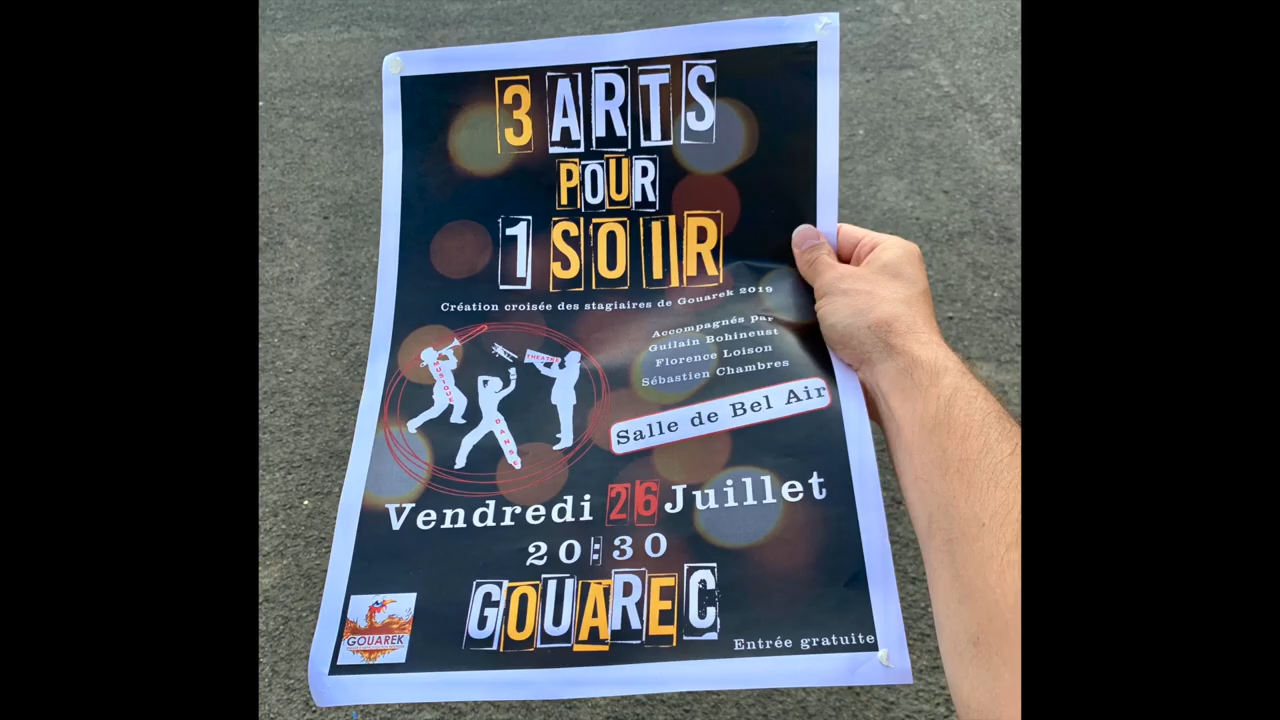 3 ARTS
POUR
1 SOIR
Création croisée des stagiaires de Gouarek 2019
Accompagnés par
Guilain Bohineust
Florence Loison
Sébastien Chambres
MUSIQUE
THEATRE
DANSE
Salle de Bel Air
Vendredi 26 Juillet
20:30
GOUAREC
GOUAREK
Entrée gratuite